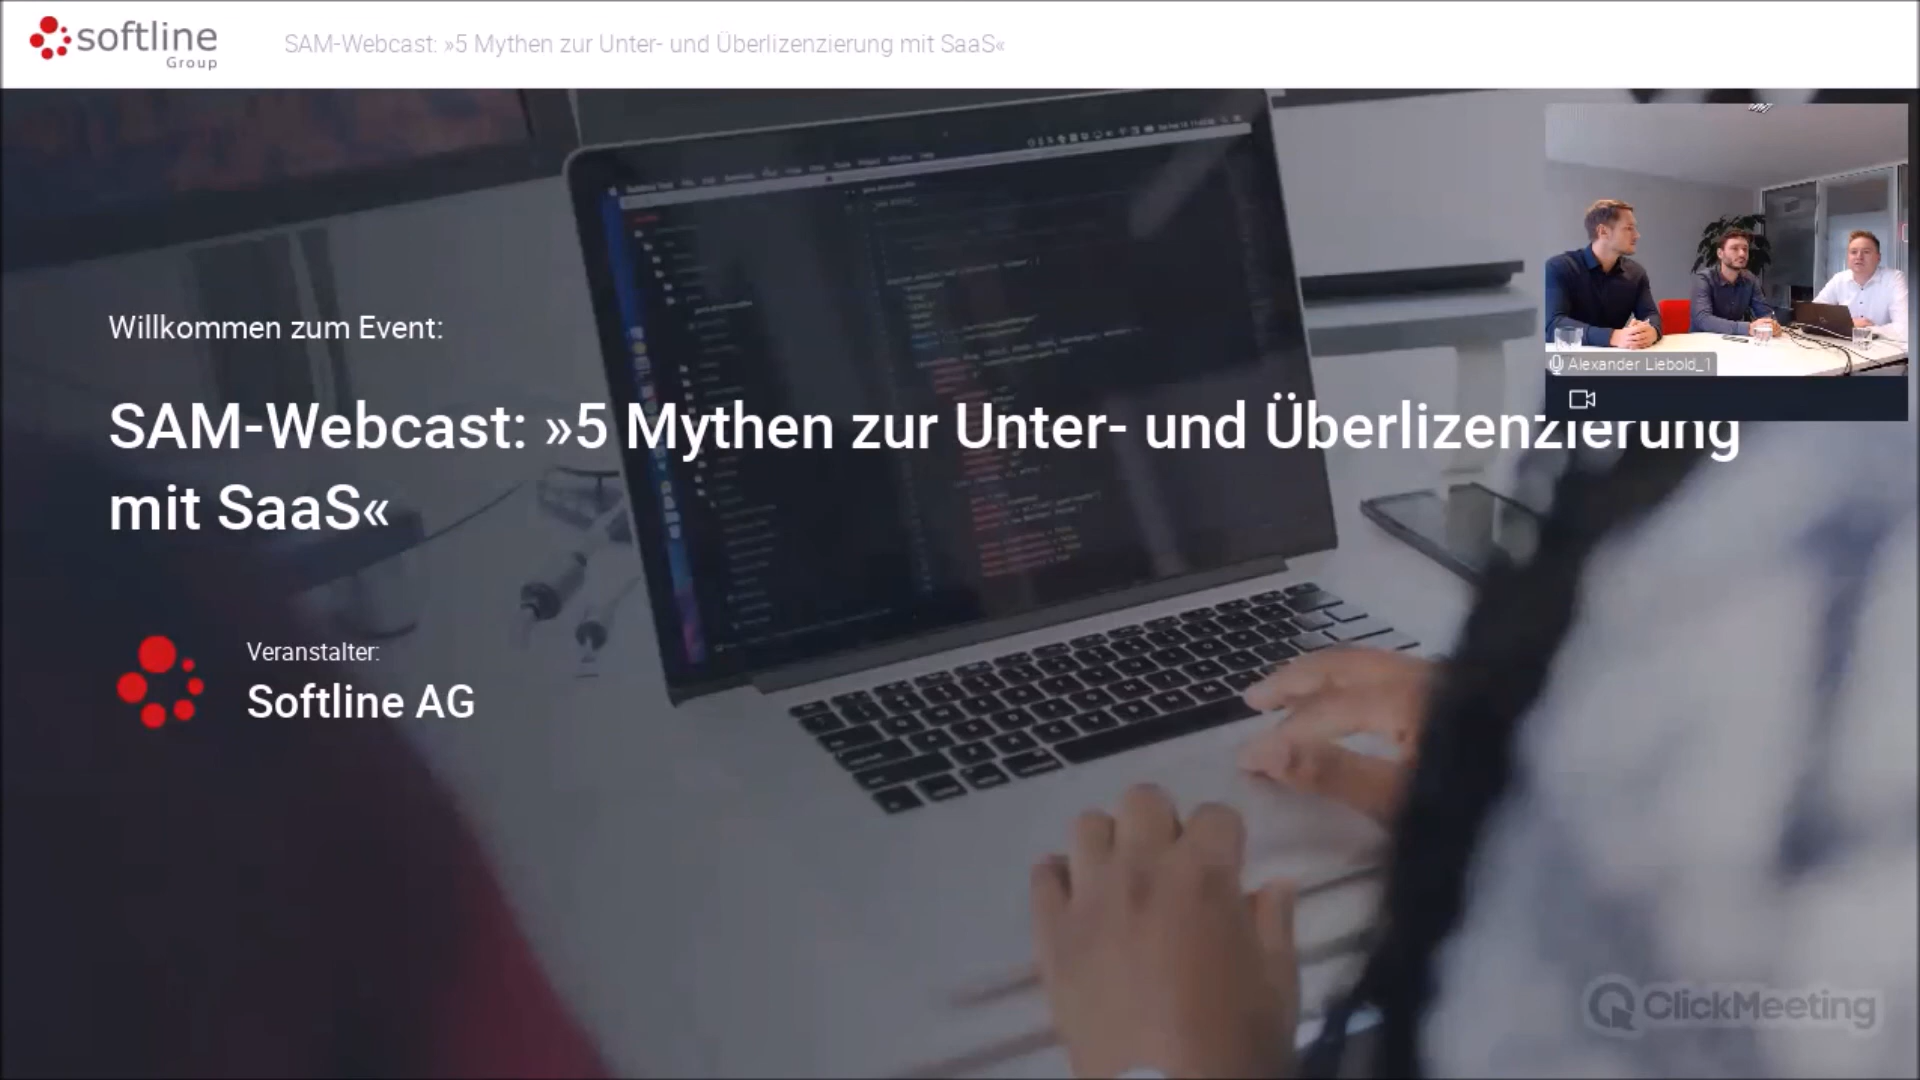 softline
Group
SAM-Webcast: »5 Mythen zur Unter- und Überlizenzierung mit SaaS«
Alexander Liebold_1
Willkommen zum Event:
SAM-Webcast: »5 Mythen zur Unter- und Überlizenzierung
mit SaaS«
Veranstalter:
Softline AG
ClickMeeting